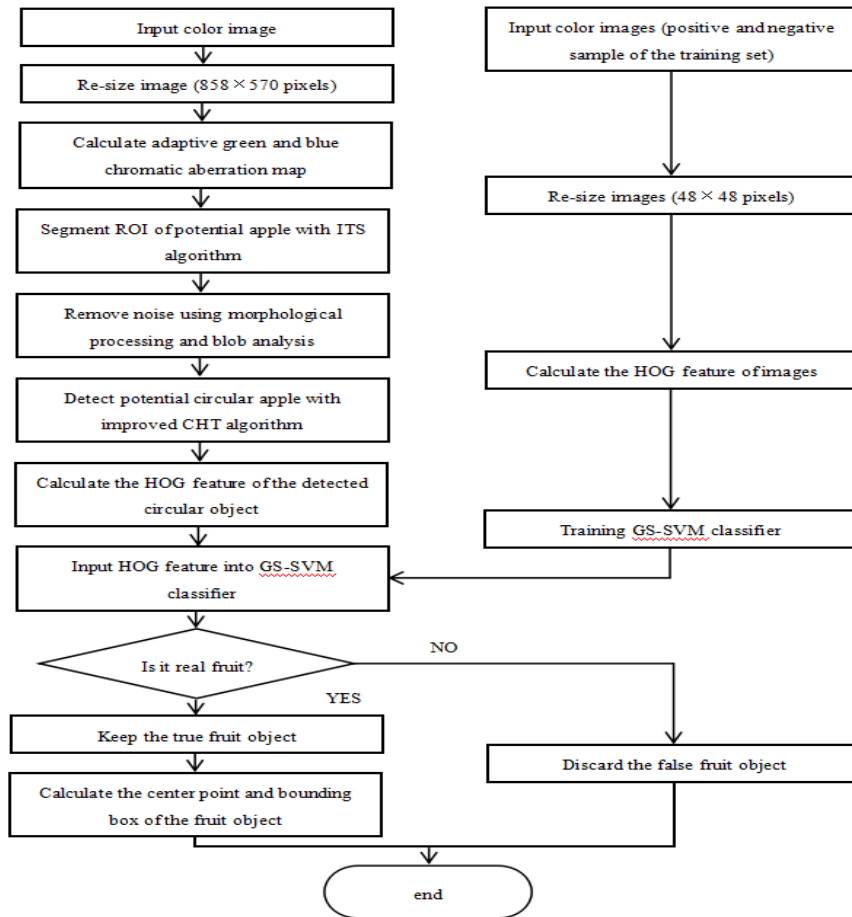 Input color image
Re-size image (858×570 pixels)
Calculate adaptive green and blue
chromatic aberration map
Segment ROI of potential apple with ITS
algorithm
Remove noise using morphological
processing and blob analysis
Detect potential circular apple with
improved CHT algorithm
Calculate the HOG feature of the detected
circular object
Input HOG feature into GS-SVM
classifier
Input color images (positive and negative
sample of the training set)
Re-size images (48×48 pixels)
Calculate the HOG feature of images
Training GS-SVM classifier
Is it real fruit?
NO
YES
Keep the true fruit object
Calculate the center point and bounding
box of the fruit object
Discard the false fruit object
end